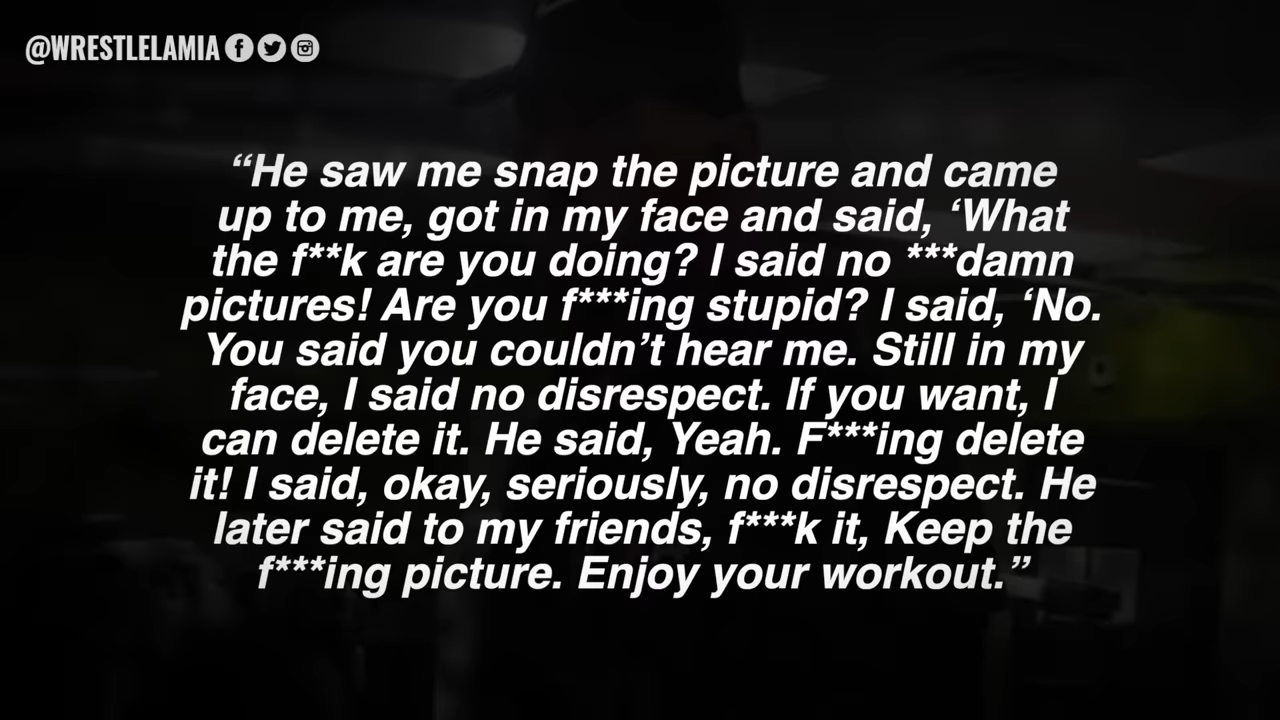 @WRESTLELAMIA
“He saw me snap the picture and came
up to me, got in my face and said, ‘What
the f**k are you doing? I said no ***damn
pictures! Are you f***ing stupid? I said, ‘No.
You said you couldn’t hear me. Still in my
face, I said no disrespect. If you want, I
can delete it. He said, Yeah. F***ing delete
it! I said, okay, seriously, no disrespect. He
later said to my friends, f***k it, Keep the
f***ing picture. Enjoy your workout.”